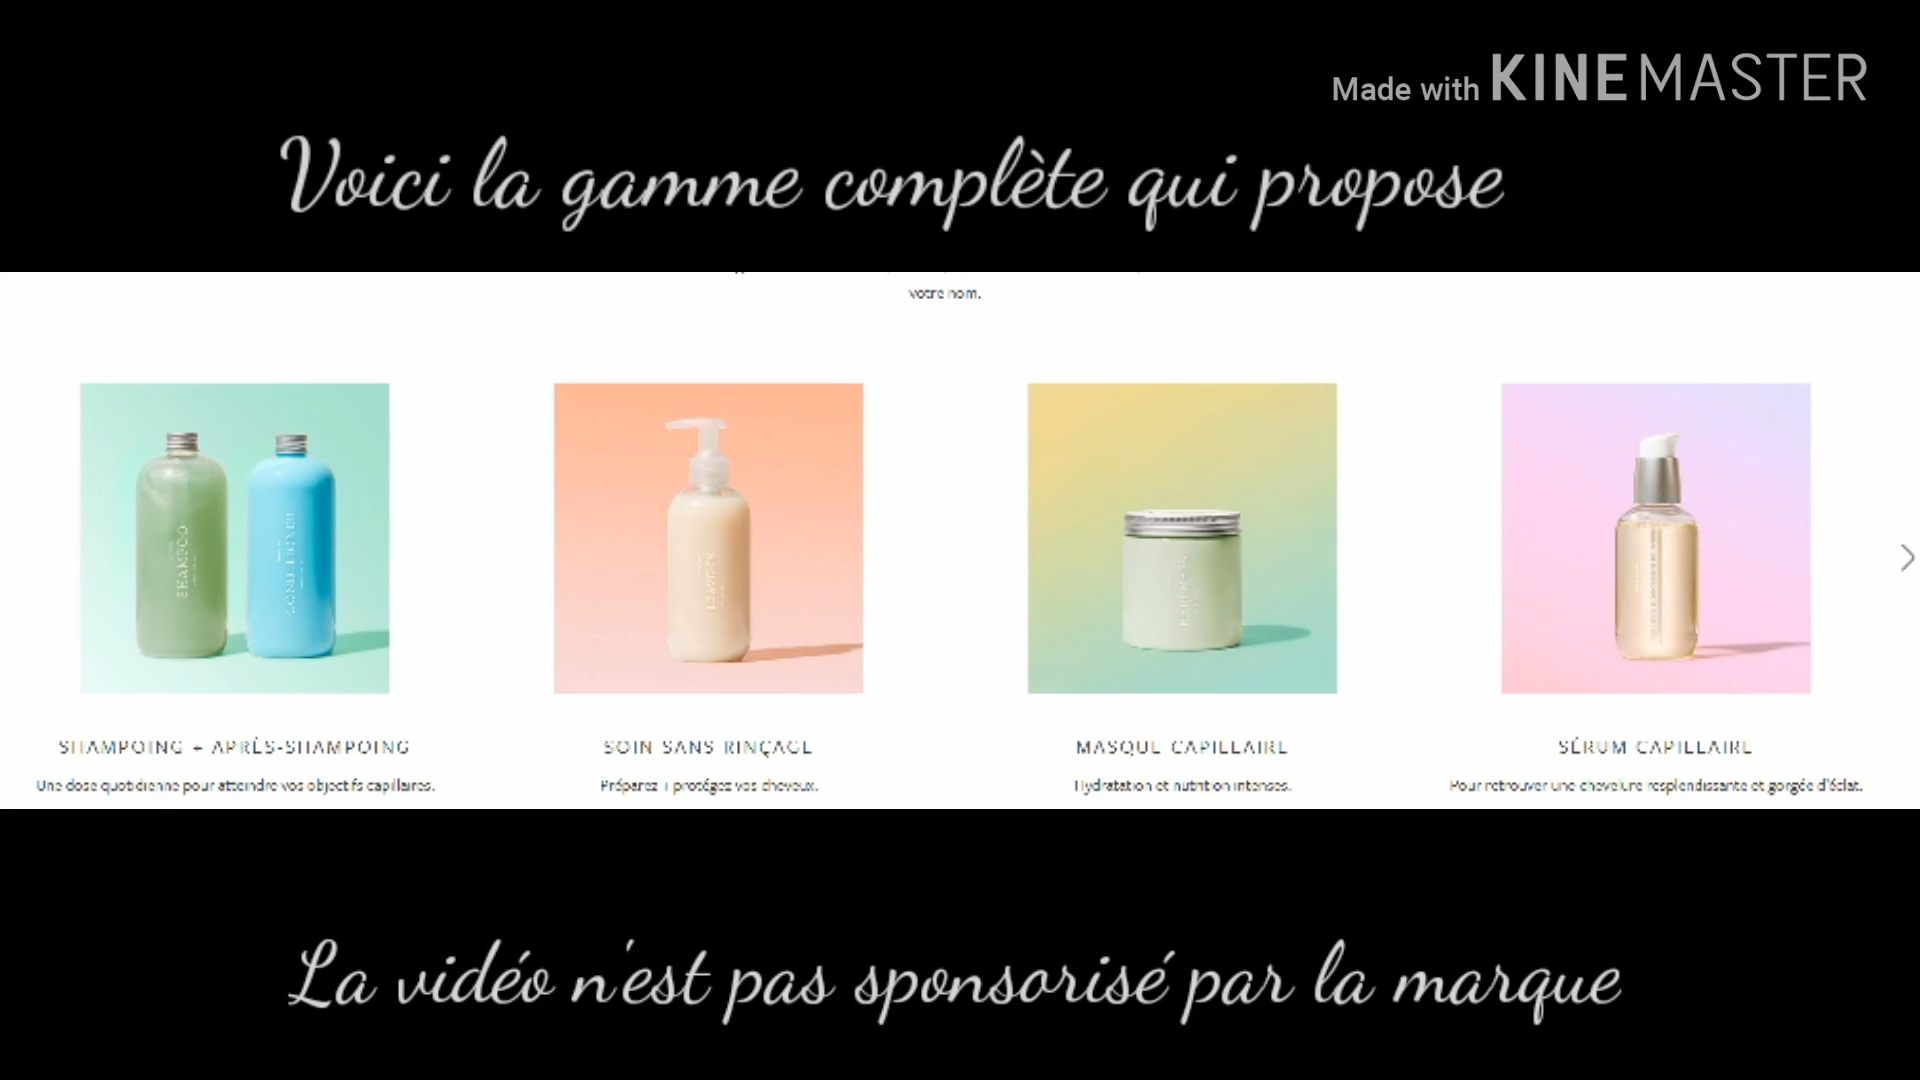 Made with KINEMASTER
Voici la gamme complète qui propose
votre nom.
SHAMPOO
SHAMPOING + APRÈS-SHAMPOING
SOIN SANS RINÇAGE
MASQUE CAPILLAIRE
SÉRUM CAPILLAIRE
Une dose quotidienne pour atteindre vos objectifs capillaires.
Préparez + protégez vos cheveux.
Hydratation et nutrition intenses.
Pour retrouver une chevelure resplendissante et gorgée d'éclat.
La vidéo n'est pas sponsorisé par la marque